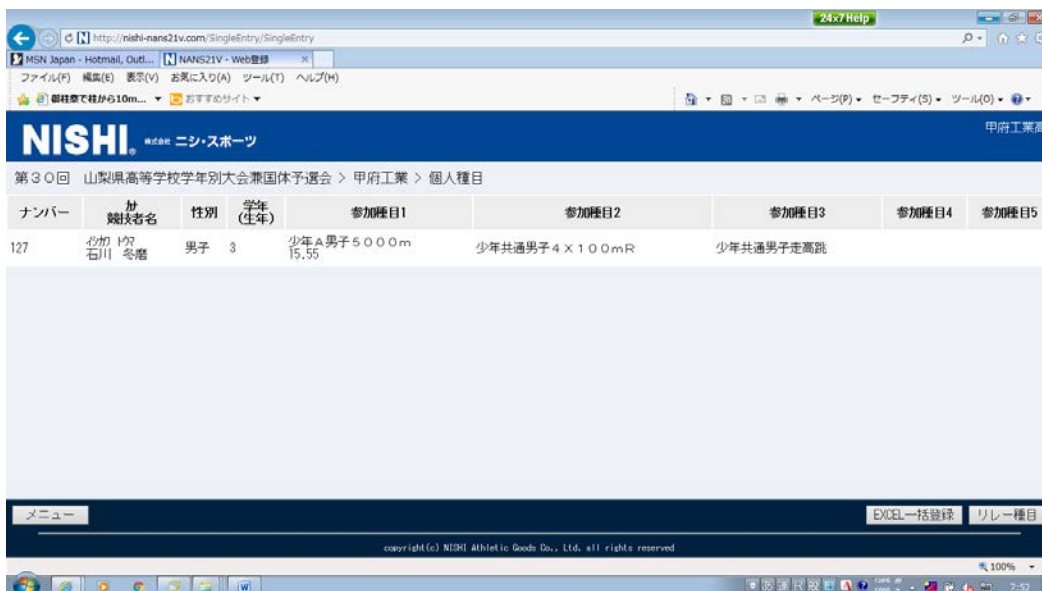 24x7 Help
http://nishi-nans21v.com/SingleEntry/SingleEntry
MSN Japan - Hotmail, Outl...
NANS21V - Web登録
ファイル(F) 編集(E) 表示(V) お気に入り(A) ツール(T) ヘルプ(H)
御柱祭で柱から10m... おすすめサイト
ページ(P) セーフティ(S) ツール(O)
NISHI 株式会社 ニシ・スポーツ
甲府工業高
第30回 山梨県高等学校学年別大会兼国体予選会 > 甲府工業 > 個人種目
ナンバー
カナ
競技者名
性別
学年
(生年)
参加種目1
参加種目2
参加種目3
参加種目4
参加種目5
127
石川 冬磨
男子
3
少年A男子5000m
15.55
少年共通男子4×100mR
少年共通男子走高跳
メニュー
EXCEL一括登録
リレー種目
copyright(c) NISHI Athletic Goods Co., Ltd. all rights reserved
100%
7:52